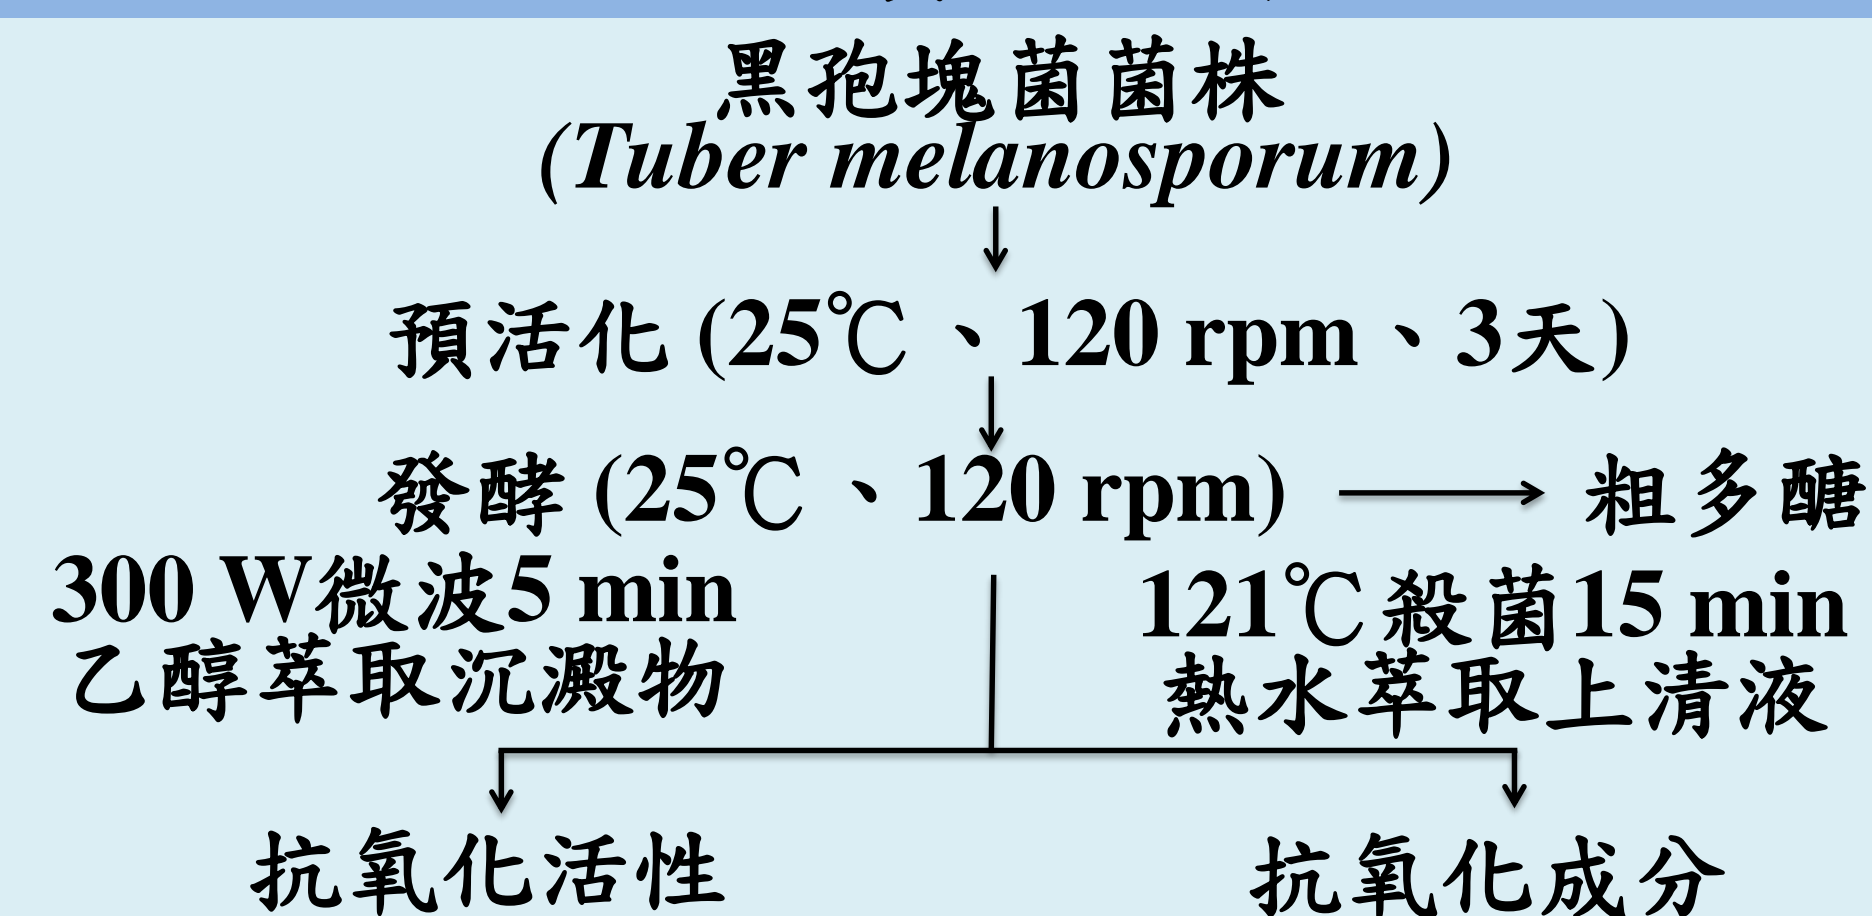 黑孢塊菌菌株
(Tuber melanosporum)
預活化 (25℃、120 rpm、3天)
發酵 (25℃、120 rpm)
粗多醣
300 W微波5 min
乙醇萃取沉澱物
121℃殺菌15 min
熱水萃取上清液
抗氧化活性
抗氧化成分